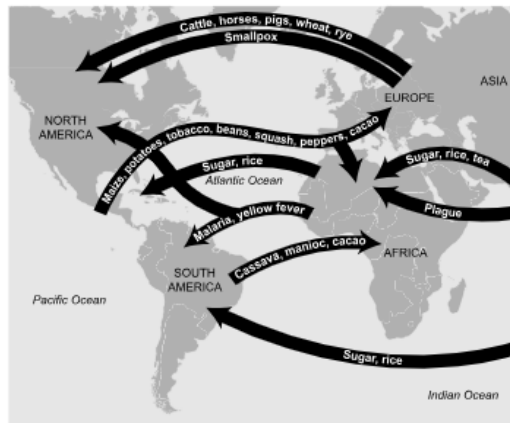 Cattle, horses, pigs, wheat, rye
Smallpox
ASIA
EUROPE
NORTH
AMERICA
Maize, potatoes, tobacco, beans, squash, peppers, cacao
Sugar, rice
Sugar, rice, tea
Atlantic Ocean
Plague
Malaria, yellow fever
Cassava, manioc, cacao
AFRICA
SOUTH
AMERICA
Pacific Ocean
Sugar, rice
Indian Ocean